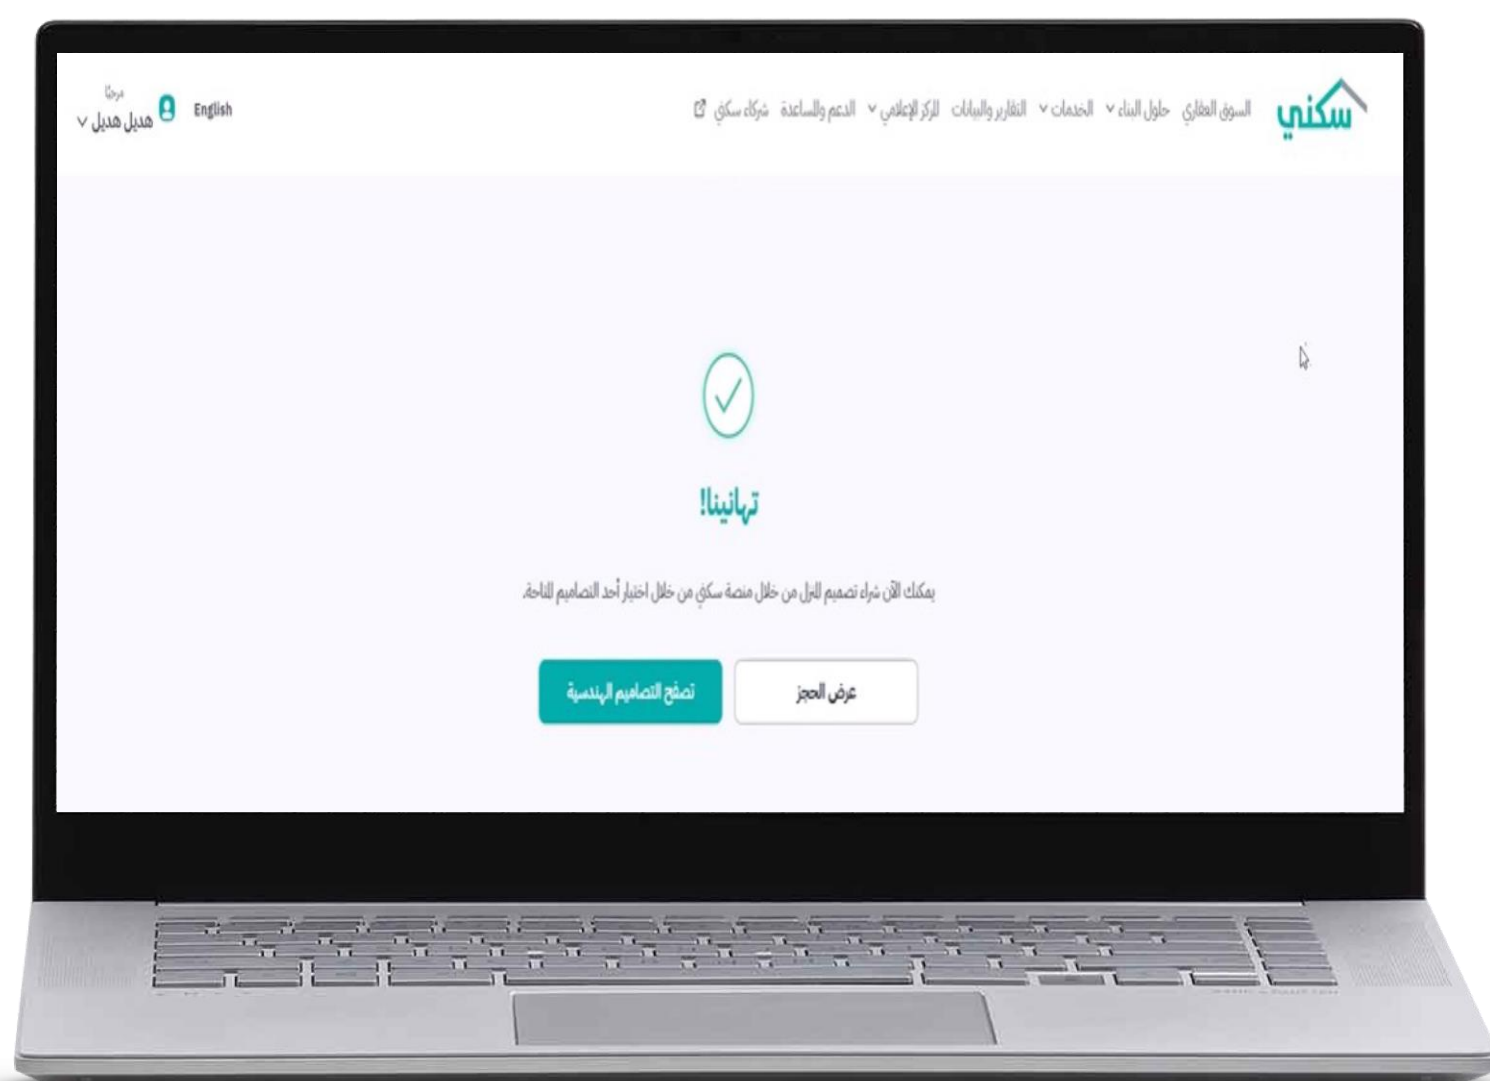 سكني
السوق العقاري حلول البناء الخدمات التقارير والبيانات المركز الإعلامي الدعم والمساعدة شركاء سكني
English
مرحبًا
هديل هديل
تهانينا!
يمكنك الآن شراء تصميم المنزل من خلال منصة سكني من خلال اختيار أحد التصاميم المتاحة.
عرض الحجز
تصفح التصاميم الهندسية